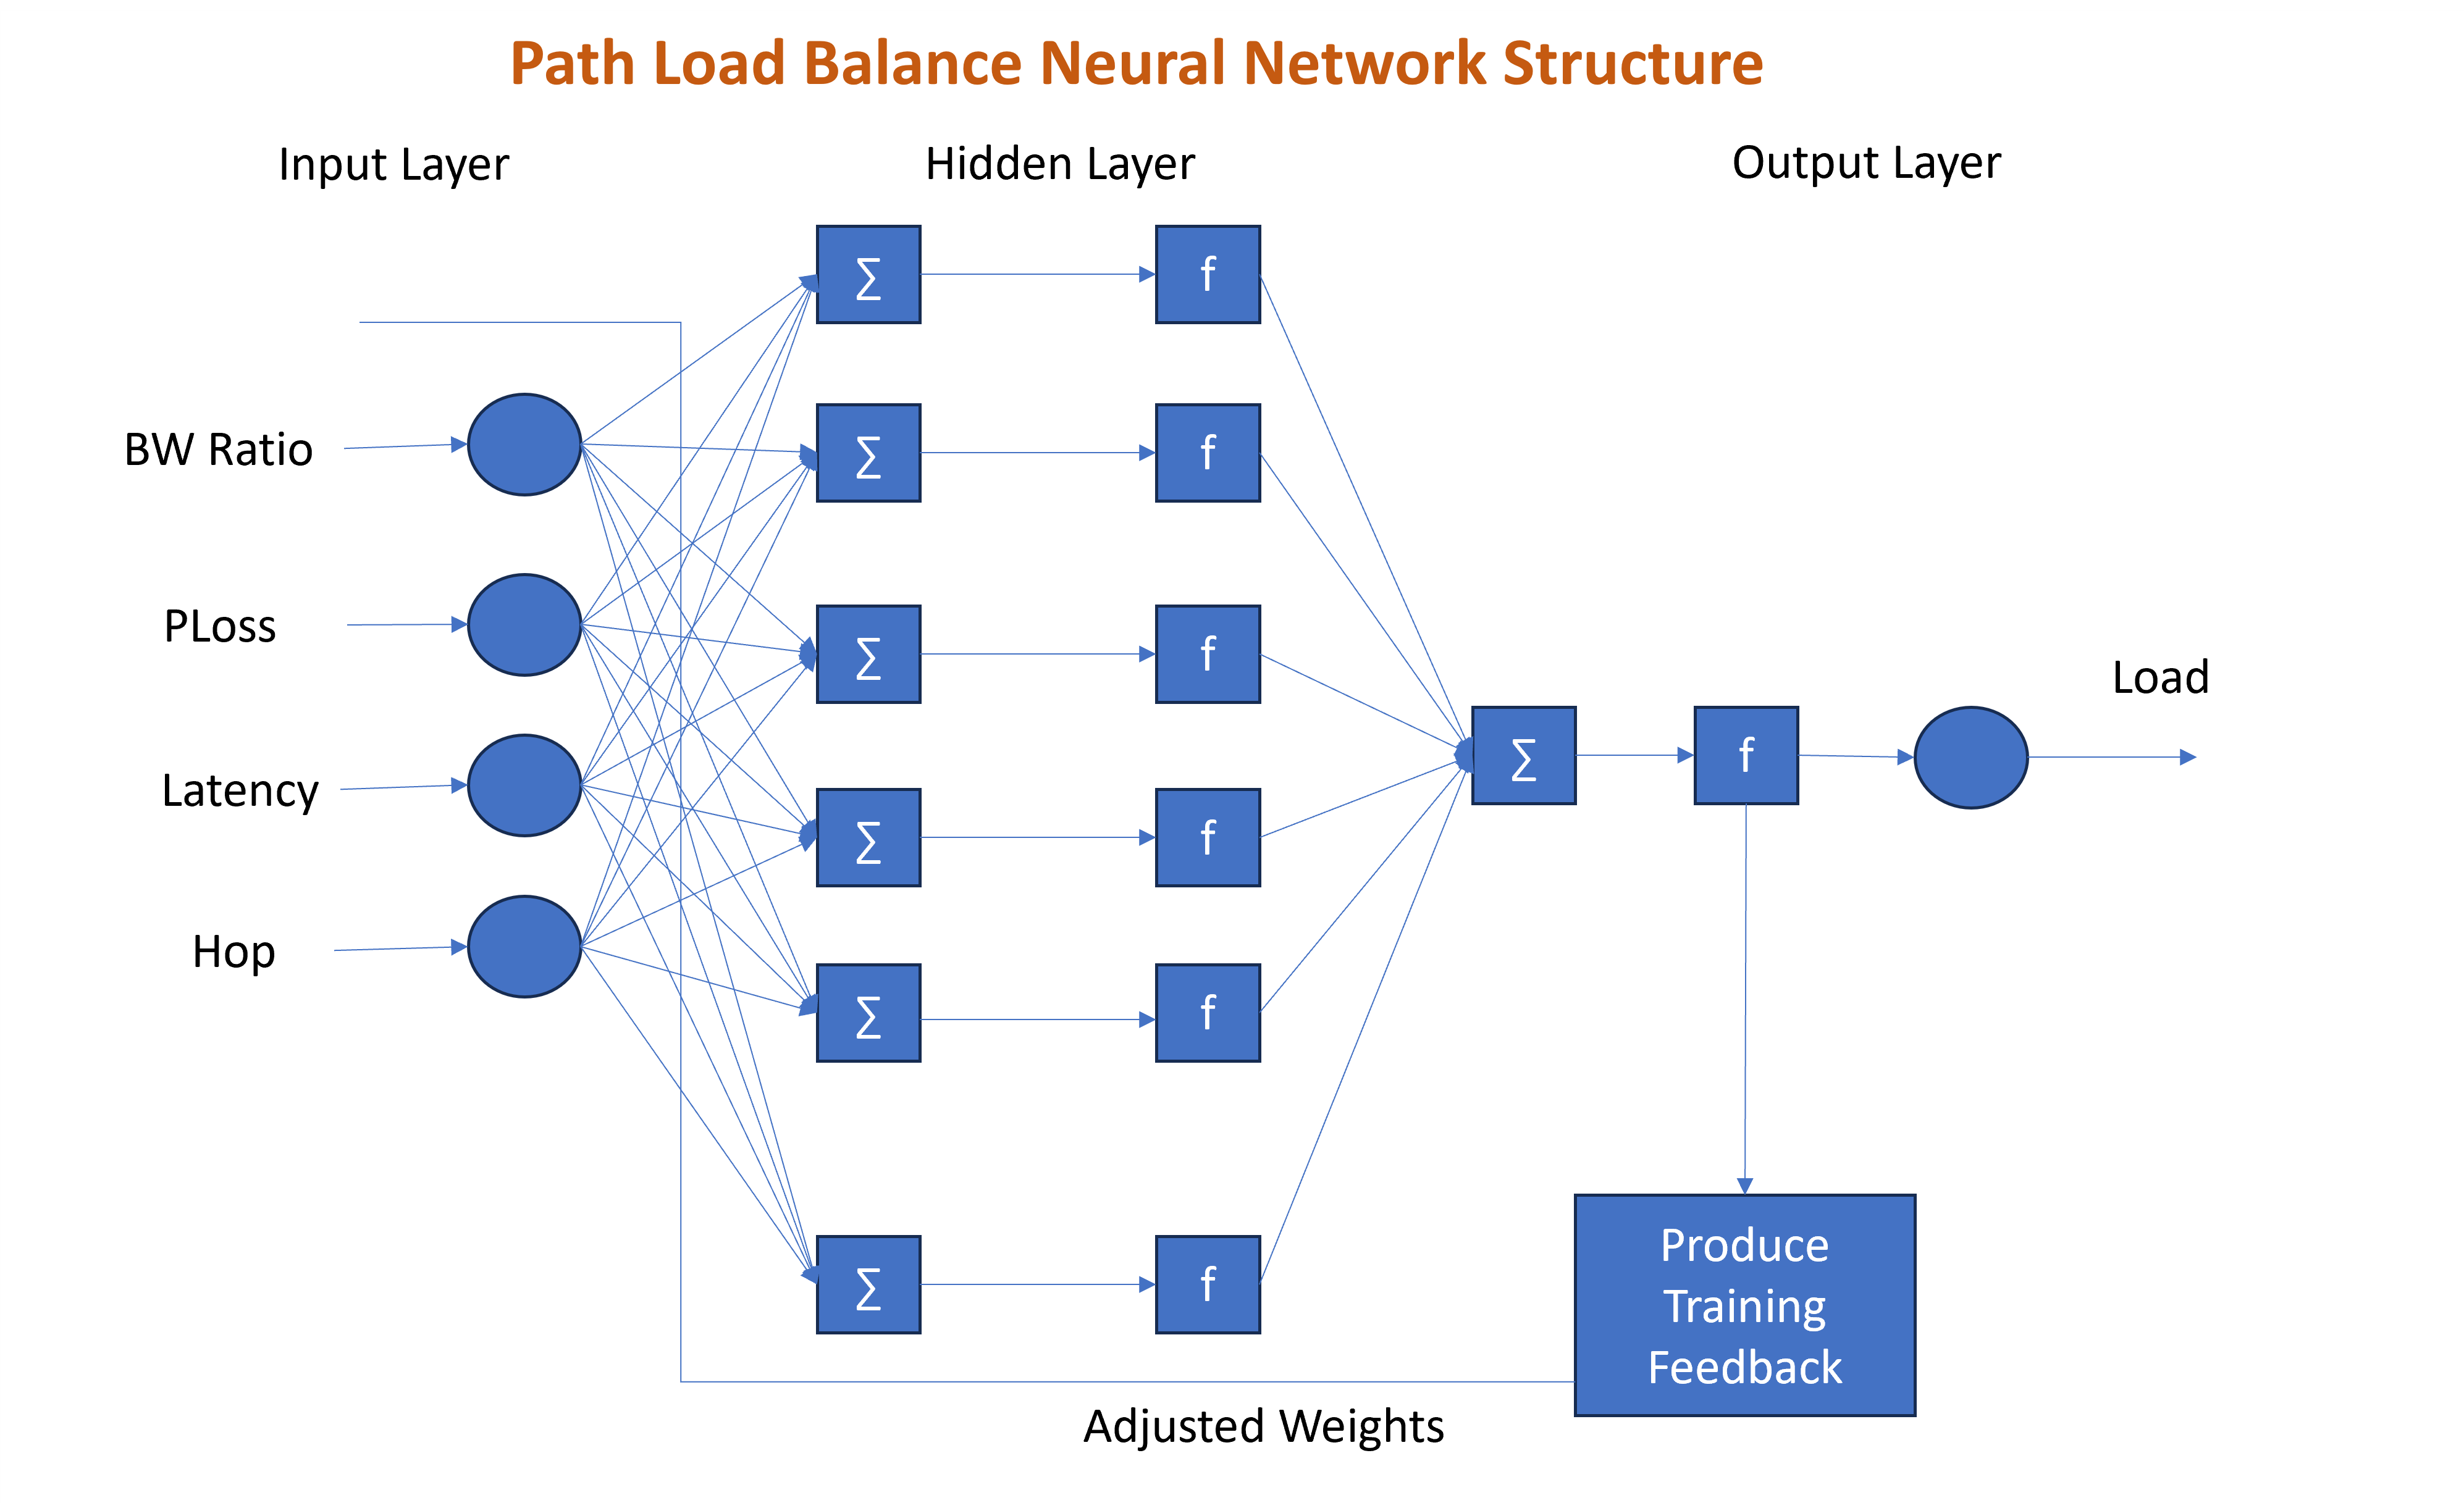 Path Load Balance Neural Network Structure
Input Layer
Hidden Layer
Output Layer
∑
f
BW Ratio
∑
f
PLoss
∑
f
Load
∑
f
Latency
∑
f
Hop
∑
f
∑
f
Produce
Training
Feedback
Adjusted Weights